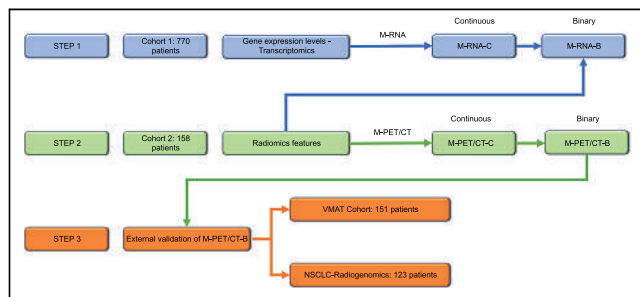 Continuous
Binary
M-RNA
STEP 1
Cohort 1: 770
patients
Gene expression levels –
Transcriptomics
M-RNA-C
M-RNA-B
Continuous
Binary
M-PET/CT
STEP 2
Cohort 2: 158
patients
Radiomics features
M-PET/CT-C
M-PET/CT-B
VMAT Cohort: 151 patients
STEP 3
External validation of M-PET/CT-B
NSCLC-Radiogenomics: 123 patients